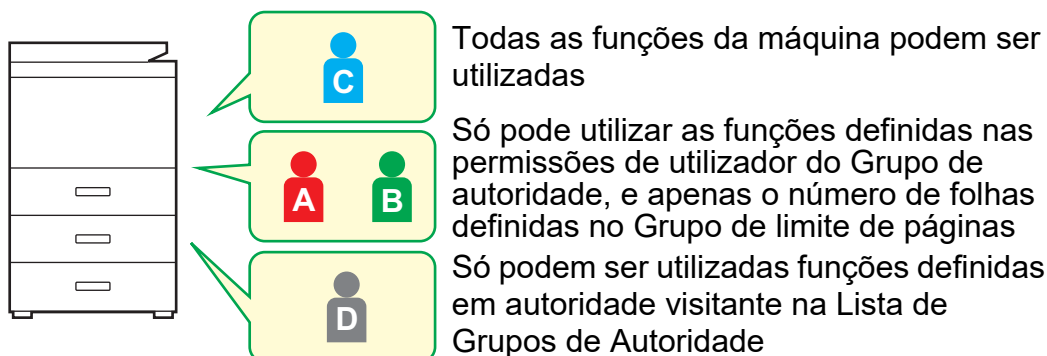 C
Todas as funções da máquina podem ser
utilizadas
A B
Só pode utilizar as funções definidas nas
permissões de utilizador do Grupo de
autoridade, e apenas o número de folhas
definidas no Grupo de limite de páginas
D
Só podem ser utilizadas funções definidas
em autoridade visitante na Lista de
Grupos de Autoridade